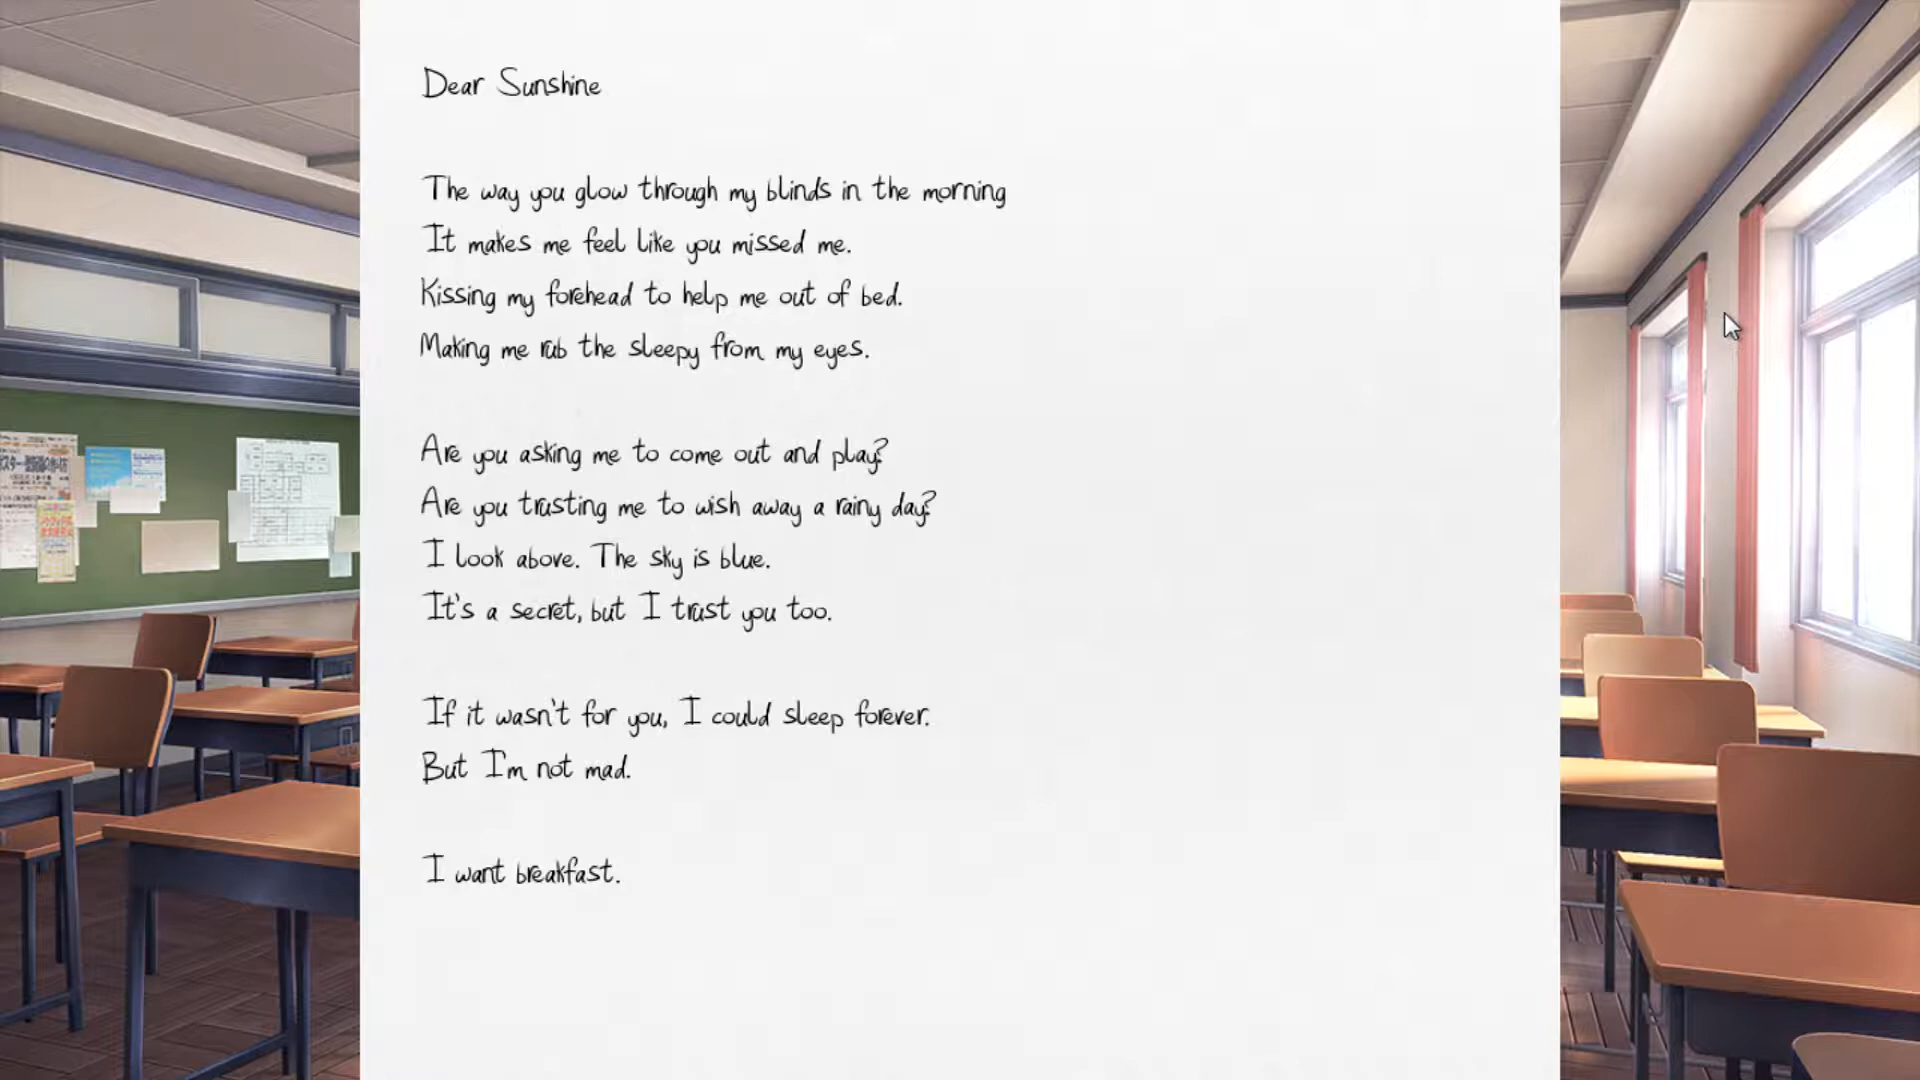 Dear Sunshine
The way you glow through my blinds in the morning
It makes me feel like you missed me.
Kissing my forehead to help me out of bed.
Making me rub the sleepy from my eyes.
Are you asking me to come out and play?
Are you trusting me to wish away a rainy day?
I look above. The sky is blue.
It's a secret, but I trust you too.
If it wasn't for you, I could sleep forever.
But I'm not mad.
I want breakfast.